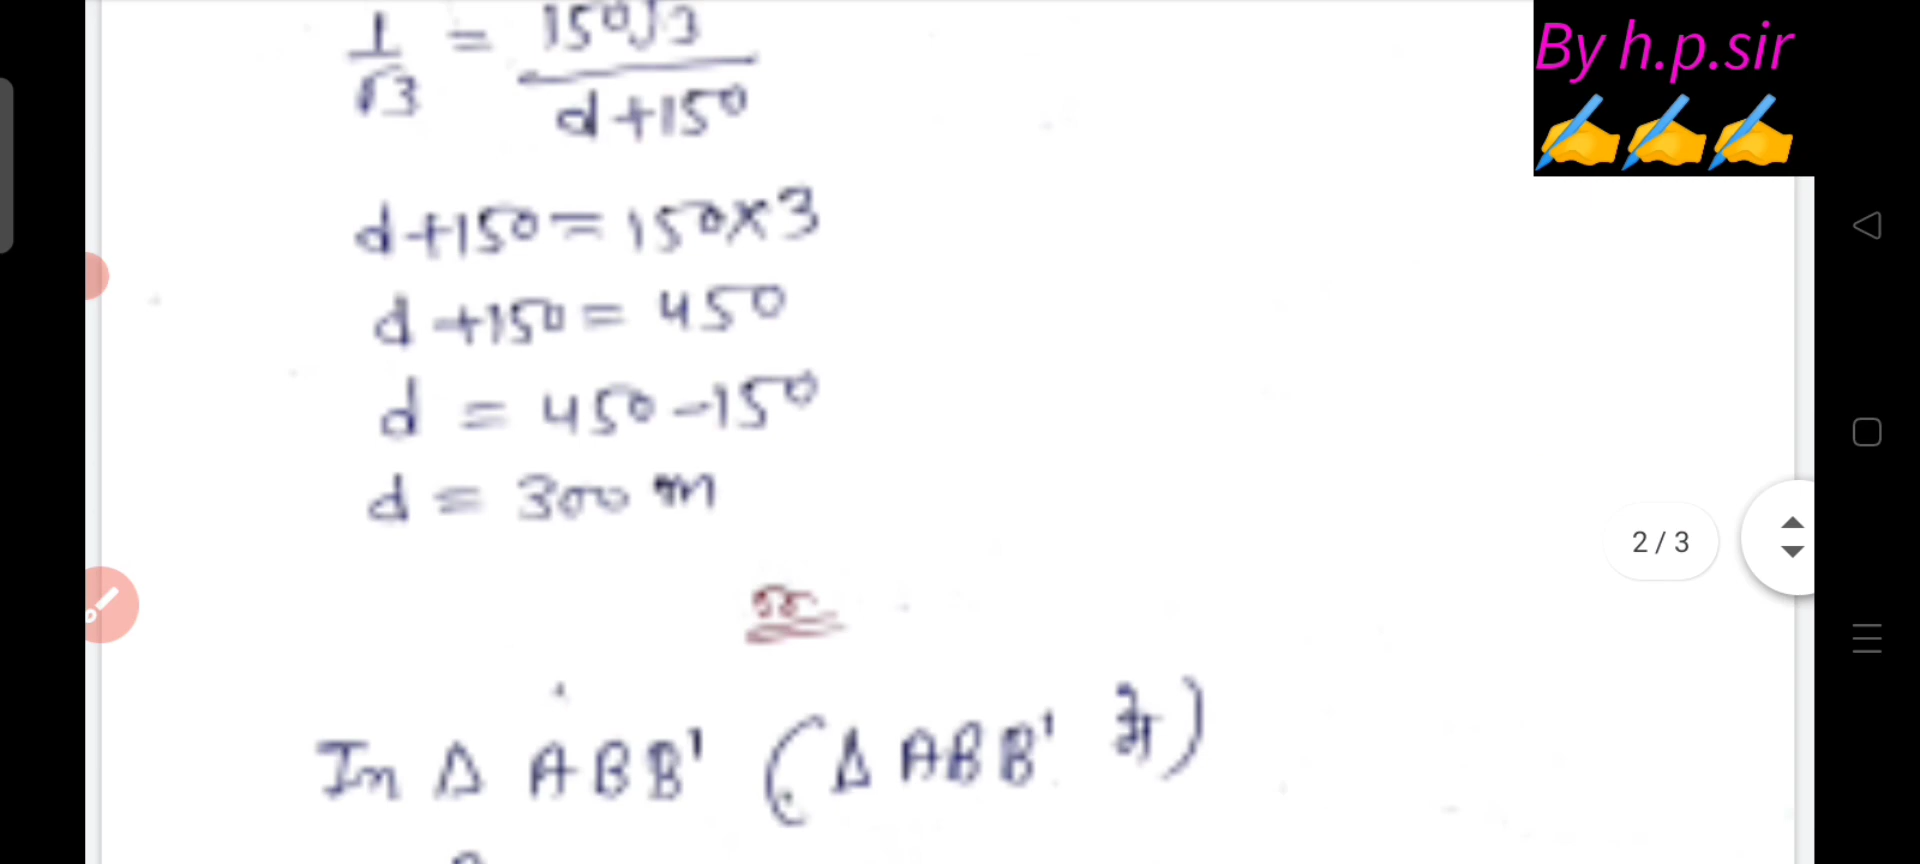 1/√3 = 150√3/d+150
By h.p.sir
d+150=150×3
d+150=450
d = 450-150
d = 300 m
2 / 3
In Δ ABB' (Δ ABB' में)